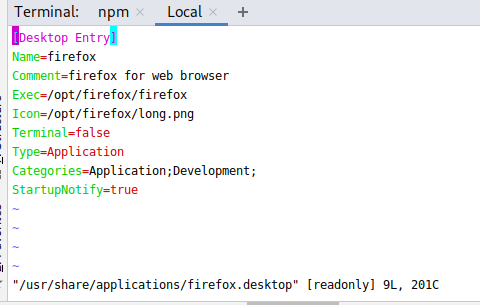 Terminal: npm × Local × +
[Desktop Entry]
Name=firefox
Comment=firefox for web browser
Exec=/opt/firefox/firefox
Icon=/opt/firefox/long.png
Terminal=false
Type=Application
Categories=Application;Development;
StartupNotify=true
~
~
~
~
"/usr/share/applications/firefox.desktop" [readonly] 9L, 201C